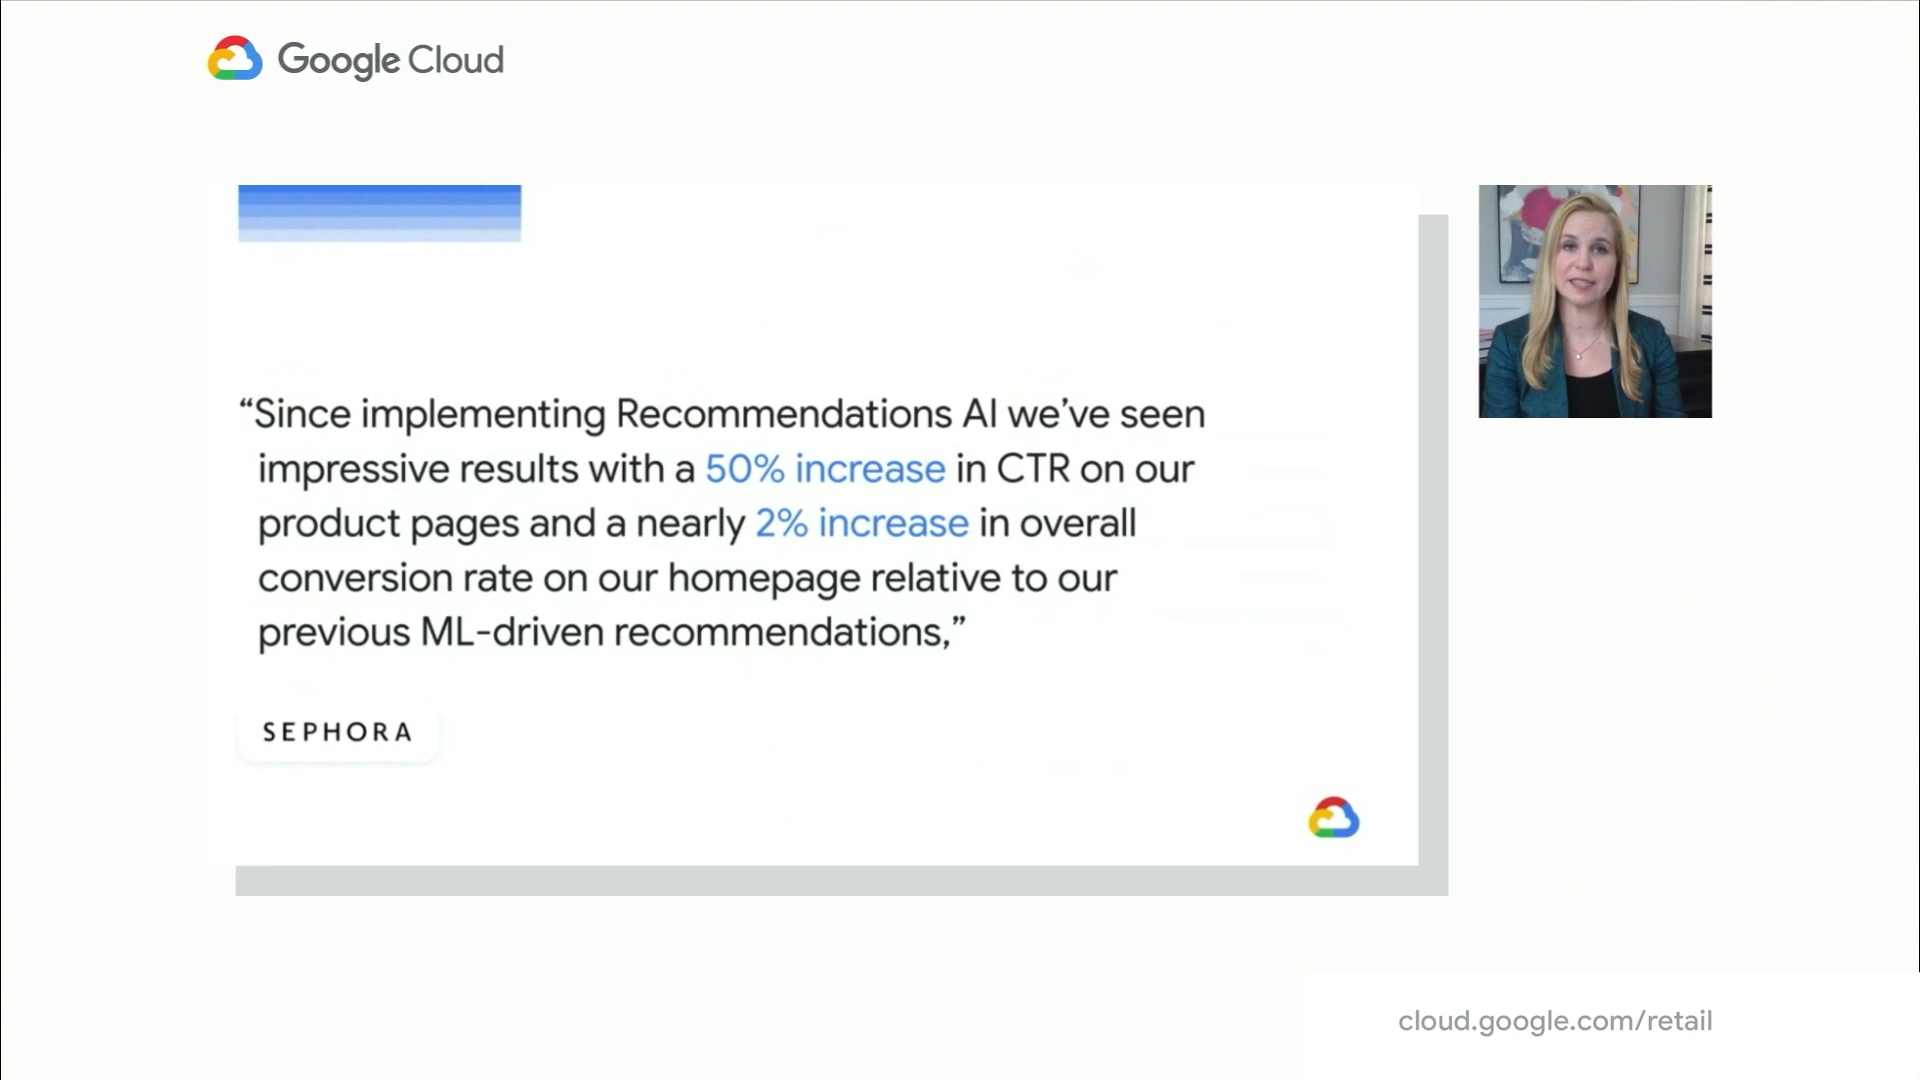 Google Cloud
“Since implementing Recommendations AI we’ve seen
impressive results with a 50% increase in CTR on our
product pages and a nearly 2% increase in overall
conversion rate on our homepage relative to our
previous ML-driven recommendations,”
SEPHORA
cloud.google.com/retail